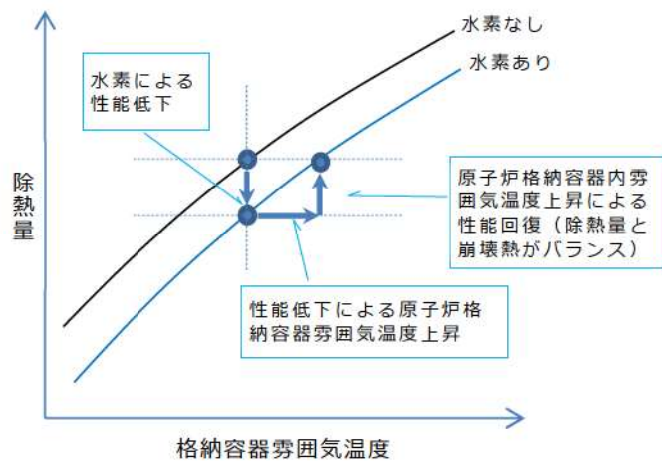 水素なし
水素あり
水素による
性能低下
除熱量
原子炉格納容器内雰
囲気温度上昇による
性能回復（除熱量と
崩壊熱がバランス）
性能低下による原子炉格
納容器雰囲気温度上昇
格納容器雰囲気温度